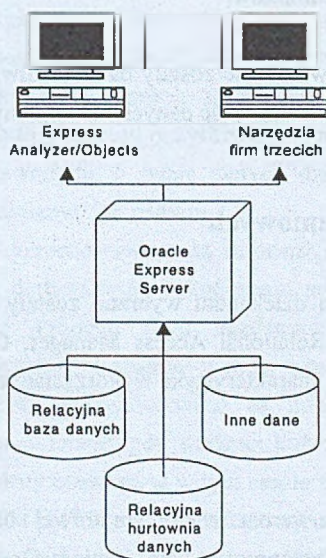 Express
Analyzer/Objects
Narzędzia
firm trzecich
Oracle
Express
Server
Relacyjna
baza danych
Inne dane
Relacyjna
hurtownia
danych